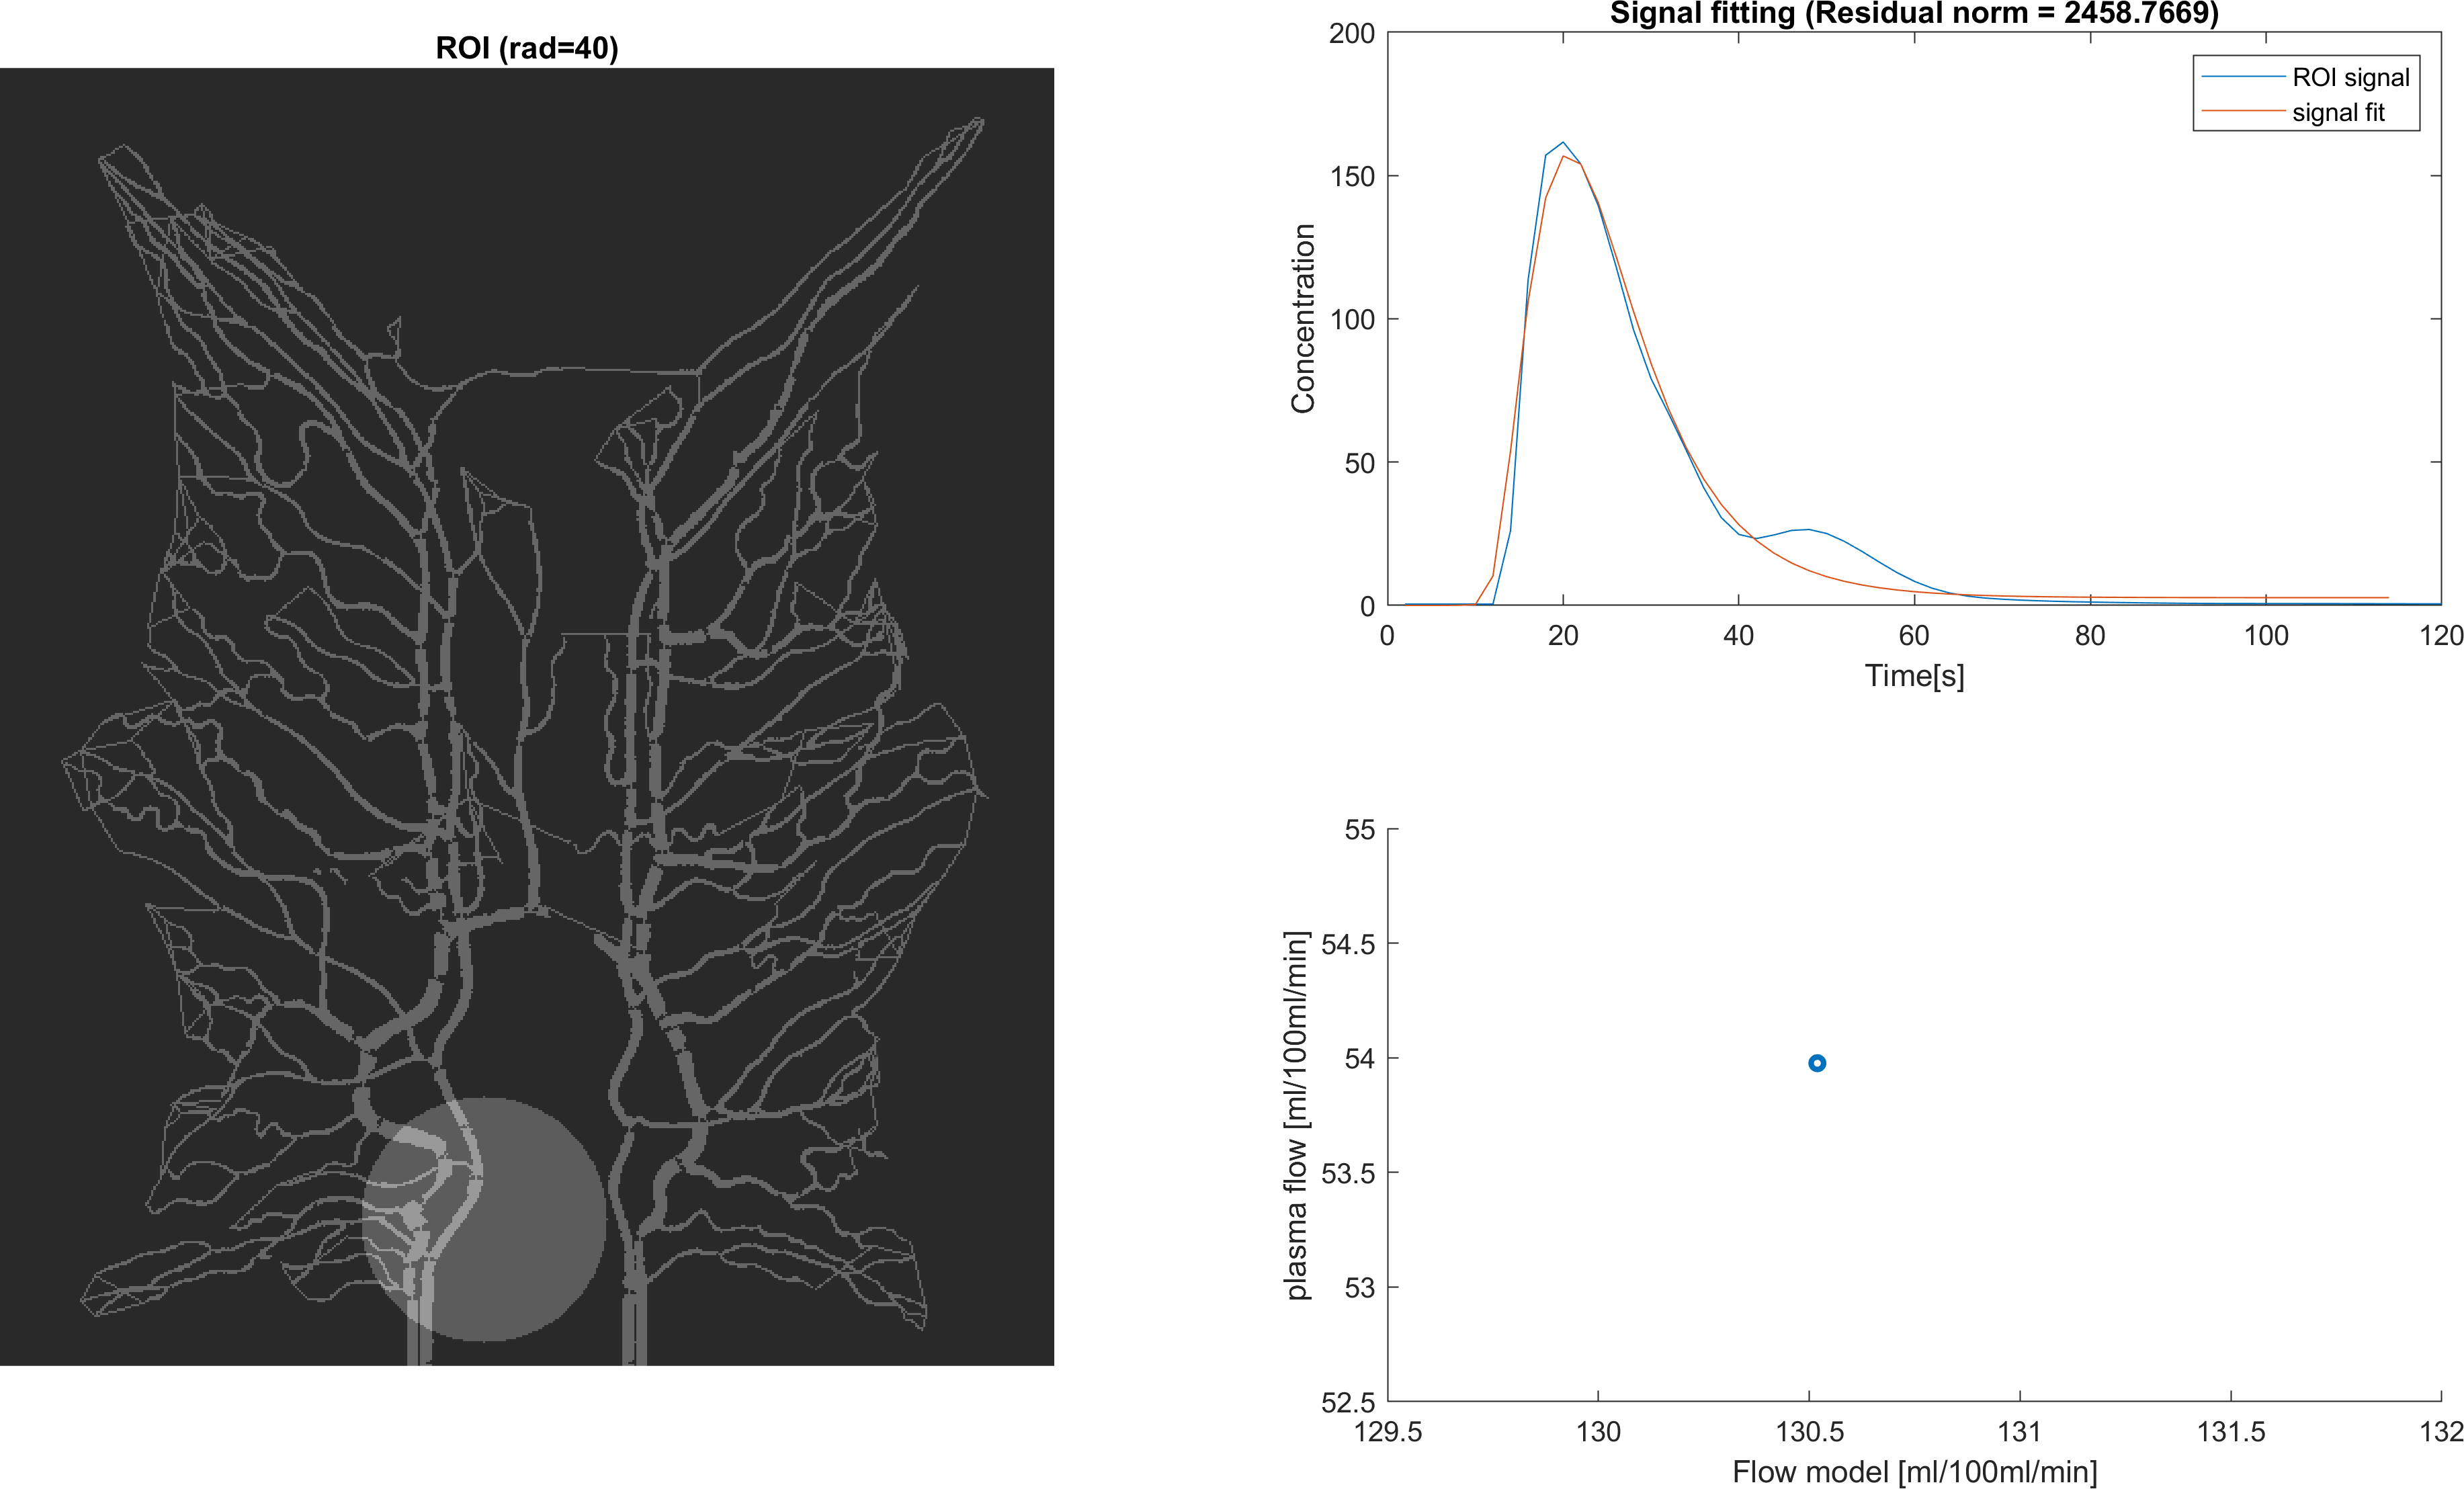 ROI (rad=40)
Signal fitting (Residual norm = 2458.7669)
200
150
100
50
0
Concentration
ROI signal
signal fit
0 20 40 60 80 100 120
Time[s]
55
54.5
54
53.5
53
52.5
plasma flow [ml/100ml/min]
129.5 130 130.5 131 131.5 132
Flow model [ml/100ml/min]